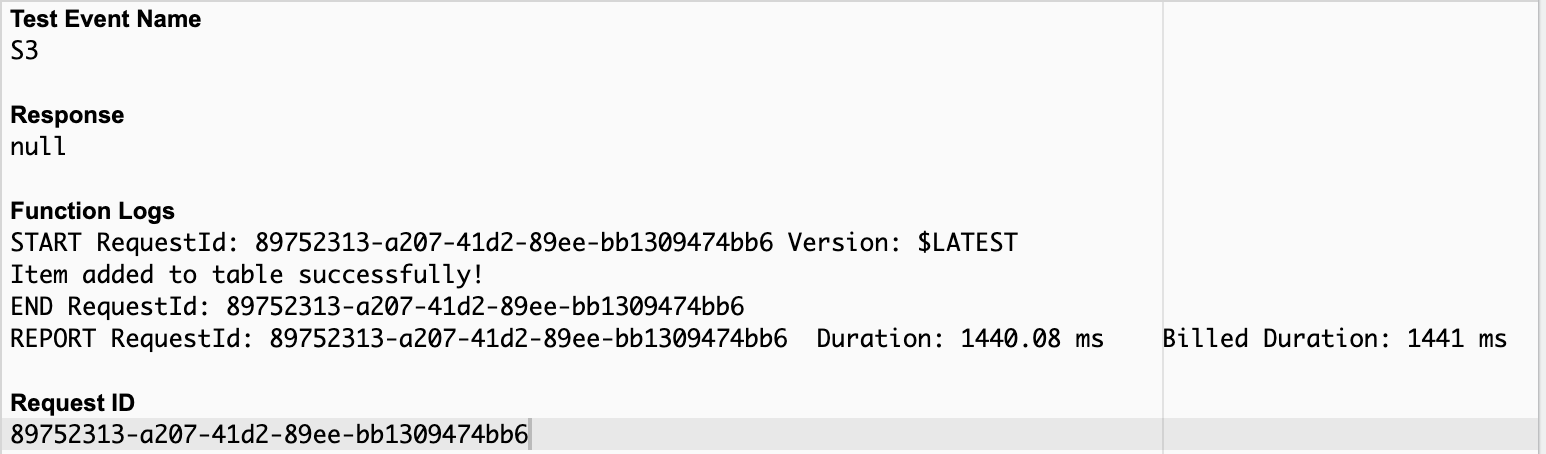 Test Event Name
S3
Response
null
Function Logs
START RequestId: 89752313-a207-41d2-89ee-bb1309474bb6 Version: $LATEST
Item added to table successfully!
END RequestId: 89752313-a207-41d2-89ee-bb1309474bb6
REPORT RequestId: 89752313-a207-41d2-89ee-bb1309474bb6  Duration: 1440.08 ms    Billed Duration: 1441 ms
Request ID
89752313-a207-41d2-89ee-bb1309474bb6